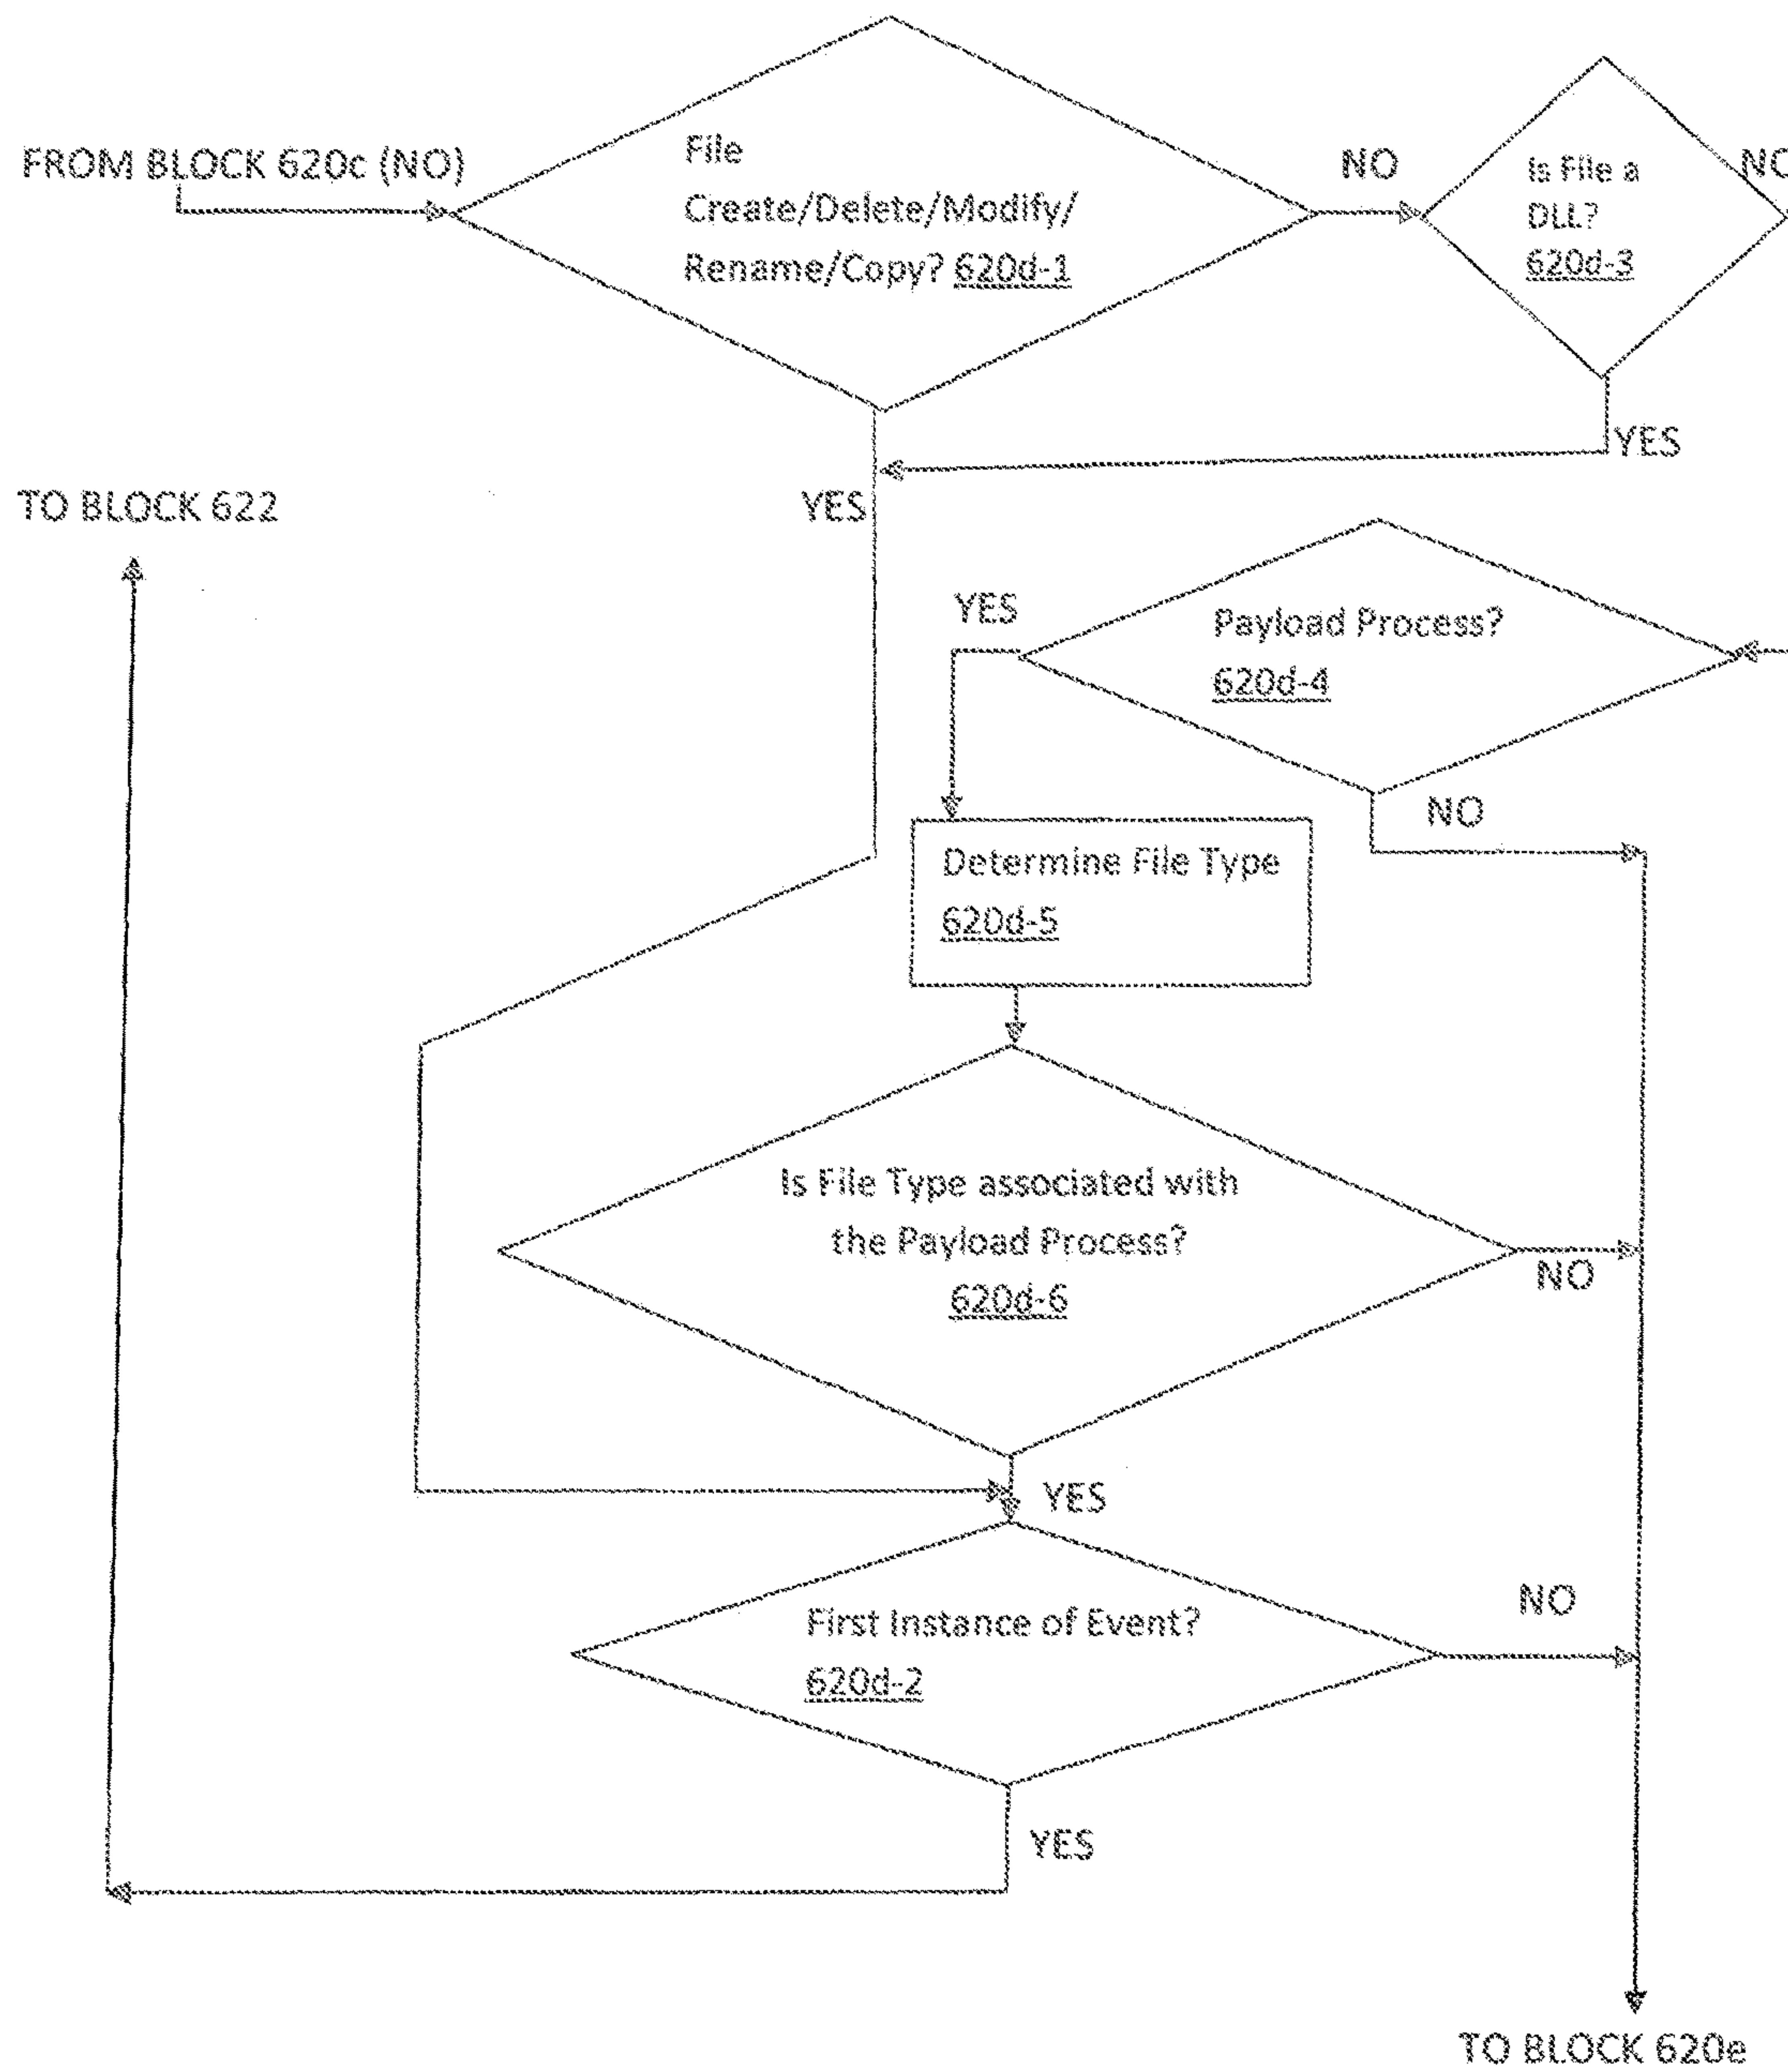 FROM BLOCK 620c (NO)
File
Create/Delete/Modify/
Rename/Copy? 620d-1
NO
Is File a
DLL?
620d-3
NO
YES
TO BLOCK 622
YES
YES
Payload Process?
620d-4
NO
Determine File Type
620d-5
Is File Type associated with
the Payload Process?
620d-6
NO
YES
First Instance of Event?
620d-2
NO
YES
TO BLOCK 620e